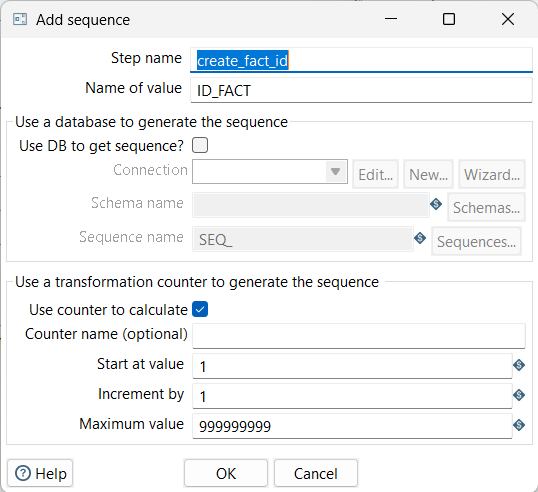 Add sequence
Step name create_fact_id
Name of value ID_FACT
Use a database to generate the sequence
Use DB to get sequence?
Connection Edit... New... Wizard...
Schema name Schemas...
Sequence name SEQ_ Sequences...
Use a transformation counter to generate the sequence
Use counter to calculate
Counter name (optional)
Start at value 1
Increment by 1
Maximum value 999999999
Help OK Cancel